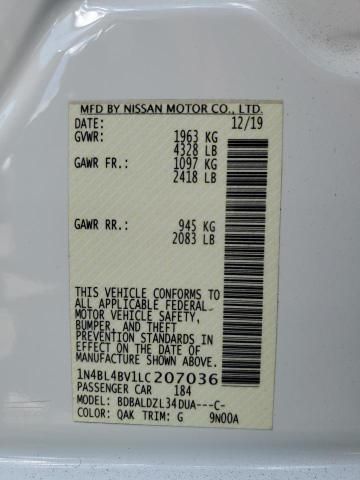 MFD BY NISSAN MOTOR CO., LTD.
DATE: 12/19
GVWR: 1963 KG
4328 LB
GAWR FR.: 1097 KG
2418 LB
GAWR RR.: 945 KG
2083 LB
THIS VEHICLE CONFORMS TO
ALL APPLICABLE FEDERAL
MOTOR VEHICLE SAFETY,
BUMPER, AND THEFT
PREVENTION STANDARDS IN
EFFECT ON THE DATE OF
MANUFACTURE SHOWN ABOVE.
1N4BL4BV1LC207036
PASSENGER CAR 184
MODEL: BDBALDZL34DUA---C-
COLOR: QAK TRIM: G 9N00A